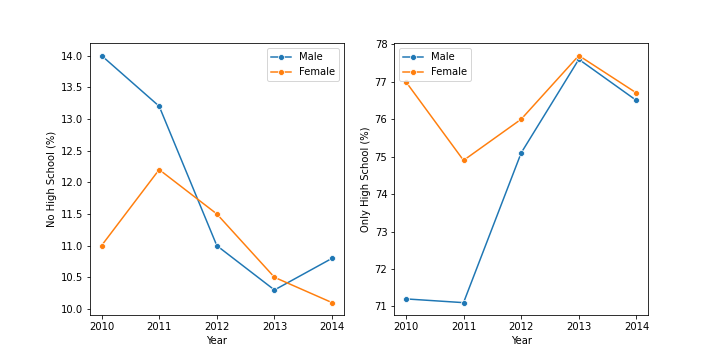 No High School (%)
14.0
13.5
13.0
12.5
12.0
11.5
11.0
10.5
10.0
Male
Female
2010 2011 2012 2013 2014
Year
Only High School (%)
78
77
76
75
74
73
72
71
Male
Female
2010 2011 2012 2013 2014
Year